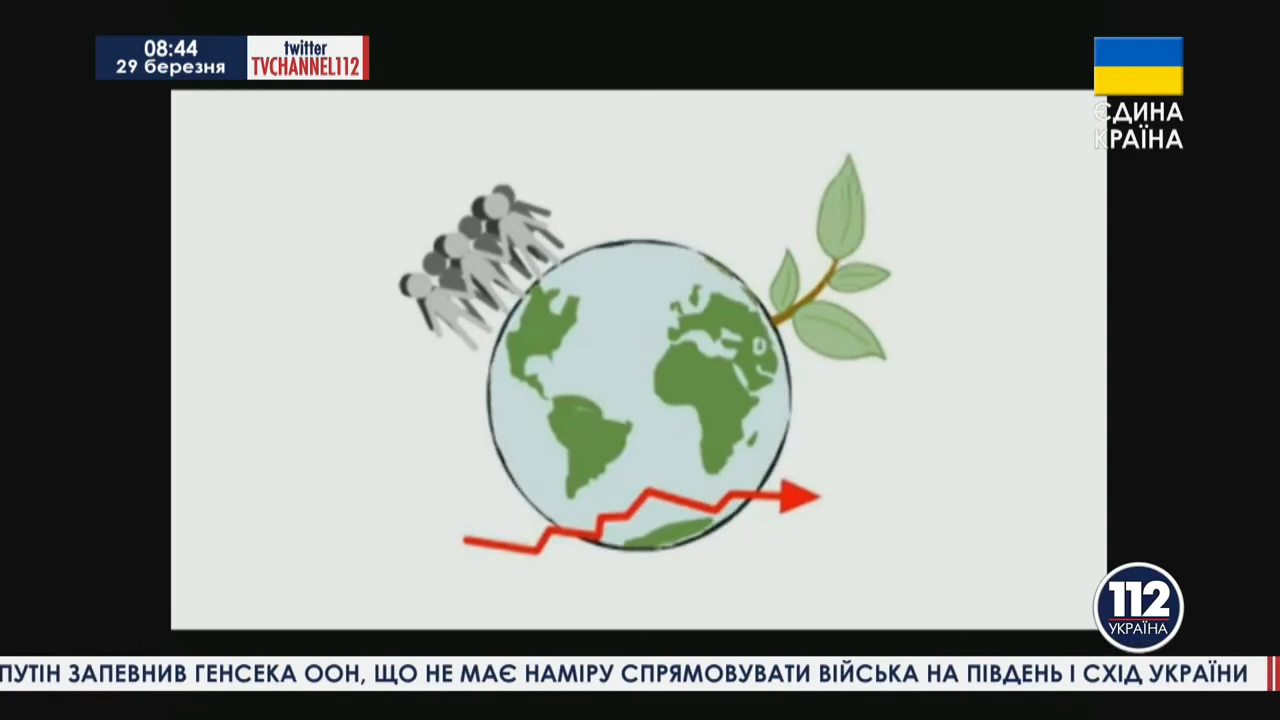 08:44
29 березня
twitter
TVCHANNEL112
ЄДИНА
КРАЇНА
112
УКРАЇНА
ПУТІН ЗАПЕВНИВ ГЕНСЕКА ООН, ЩО НЕ МАЄ НАМІРУ СПРЯМОВУВАТИ ВІЙСЬКА НА ПІВДЕНЬ І СХІД УКРАЇНИ